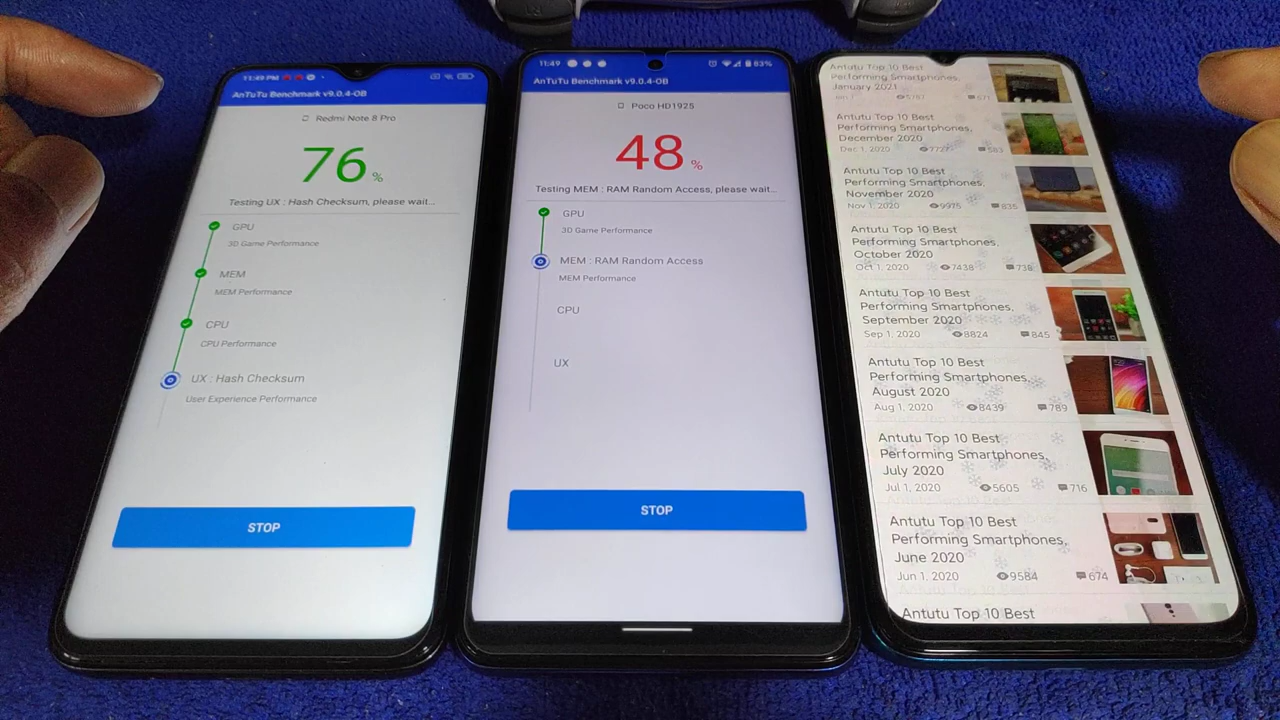 11:49 PM
AnTuTu Benchmark v9.0.4-OB
Redmi Note 8 Pro
76%
Testing UX : Hash Checksum, please wait...
GPU
3D Game Performance
MEM
MEM Performance
CPU
CPU Performance
UX : Hash Checksum
User Experience Performance
STOP
11:49
83%
AnTuTu Benchmark v9.0.4-OB
Poco HD1925
48%
Testing MEM : RAM Random Access, please wait...
GPU
3D Game Performance
MEM : RAM Random Access
MEM Performance
CPU
UX
STOP
Antutu Top 10 Best
Performing Smartphones,
January 2021
Antutu Top 10 Best
Performing Smartphones,
December 2020
Dec 1, 2020 7727 583
Antutu Top 10 Best
Performing Smartphones,
November 2020
Nov 1, 2020 9975 835
Antutu Top 10 Best
Performing Smartphones,
October 2020
Oct 1, 2020 7438 738
Antutu Top 10 Best
Performing Smartphones,
September 2020
Sep 1, 2020 8824 845
Antutu Top 10 Best
Performing Smartphones,
August 2020
Aug 1, 2020 8439 789
Antutu Top 10 Best
Performing Smartphones,
July 2020
Jul 1, 2020 5605 716
Antutu Top 10 Best
Performing Smartphones,
June 2020
Jun 1, 2020 9584 674
Antutu Top 10 Best